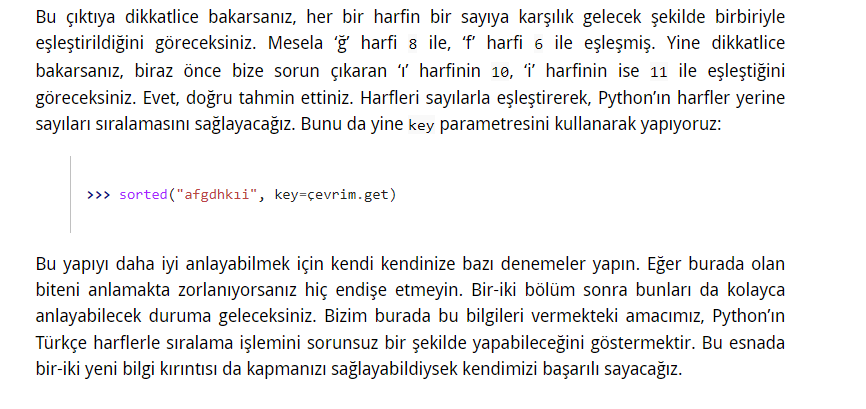 Bu çıktıya dikkatlice bakarsanız, her bir harfin bir sayıya karşılık gelecek şekilde birbiriyle
eşleştirildiğini göreceksiniz. Mesela ‘ğ’ harfi 8 ile, ‘f’ harfi 6 ile eşleşmiş. Yine dikkatlice
bakarsanız, biraz önce bize sorun çıkaran ‘ı’ harfinin 10, ‘i’ harfinin ise 11 ile eşleştiğini
göreceksiniz. Evet, doğru tahmin ettiniz. Harfleri sayılarla eşleştirerek, Python’ın harfler yerine
sayıları sıralamasını sağlayacağız. Bunu da yine key parametresini kullanarak yapıyoruz:
>>> sorted("afgdhkıi", key=çevrim.get)
Bu yapıyı daha iyi anlayabilmek için kendi kendinize bazı denemeler yapın. Eğer burada olan
biteni anlamakta zorlanıyorsanız hiç endişe etmeyin. Bir-iki bölüm sonra bunları da kolayca
anlayabilecek duruma geleceksiniz. Bizim burada bu bilgileri vermekteki amacımız, Python’ın
Türkçe harflerle sıralama işlemini sorunsuz bir şekilde yapabileceğini göstermektir. Bu esnada
bir-iki yeni bilgi kırıntısı da kapmanızı sağlayabildiysek kendimizi başarılı sayacağız.